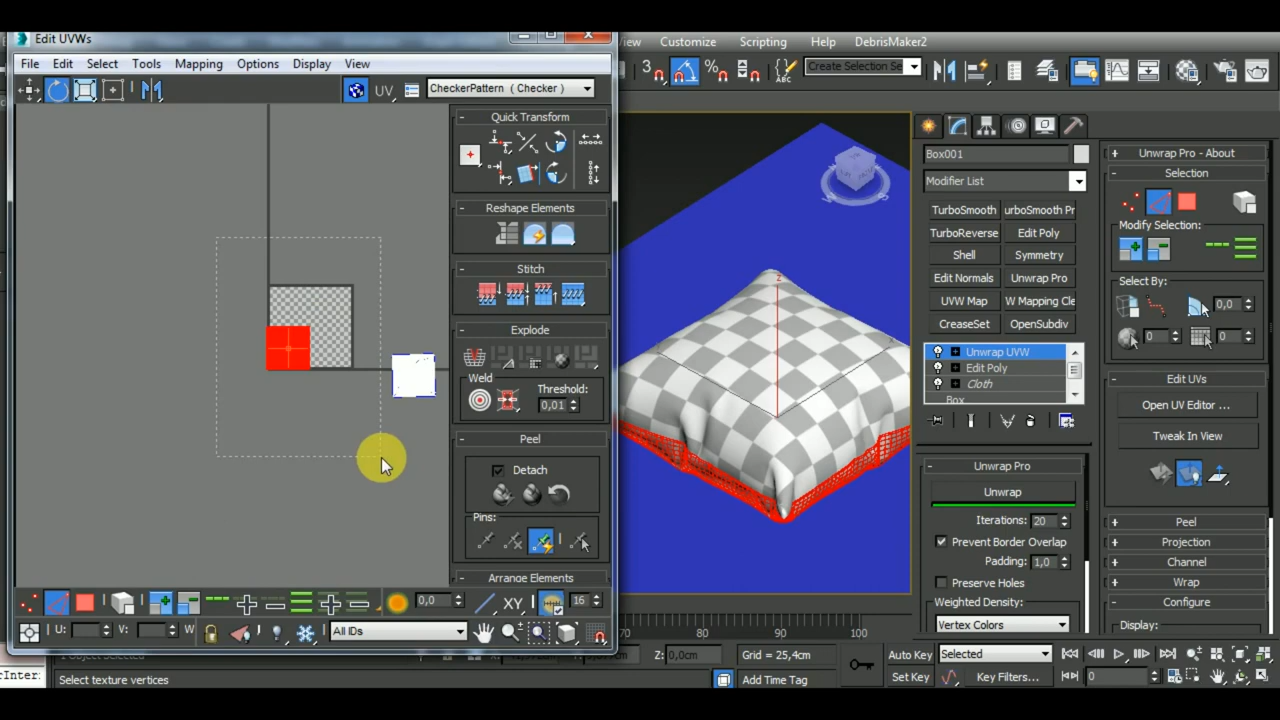 Edit UVWs
File Edit Select Tools Mapping Options Display View
UV CheckerPattern ( Checker )
Quick Transform
Reshape Elements
Stitch
Explode
Weld
Threshold:
0,01
Peel
Detach
Pins:
Arrange Elements
0,0 XY 16
U: V: W All IDs
Customize Scripting Help DebrisMaker2
3 % ABC Create Selection Se
Box001
Modifier List
TurboSmooth
TurboReverse Edit Poly
Shell Symmetry
Edit Normals Unwrap Pro
UVW Map W Mapping Cle
CreaseSet OpenSubdiv
Unwrap UVW
Edit Poly
Cloth
Box
Unwrap Pro
Unwrap
Iterations: 20
Prevent Border Overlap
Padding: 1,0
Preserve Holes
Weighted Density:
Vertex Colors
Unwrap Pro - About
Selection
Modify Selection:
Select By:
0,0
0 0
Edit UVs
Open UV Editor ...
Tweak In View
Peel
Projection
Channel
Wrap
Configure
Display:
70 80 90 100
Z: 0,0cm Grid = 25,4cm
Add Time Tag
Auto Key Selected
Set Key Key Filters... 0
Select texture vertices